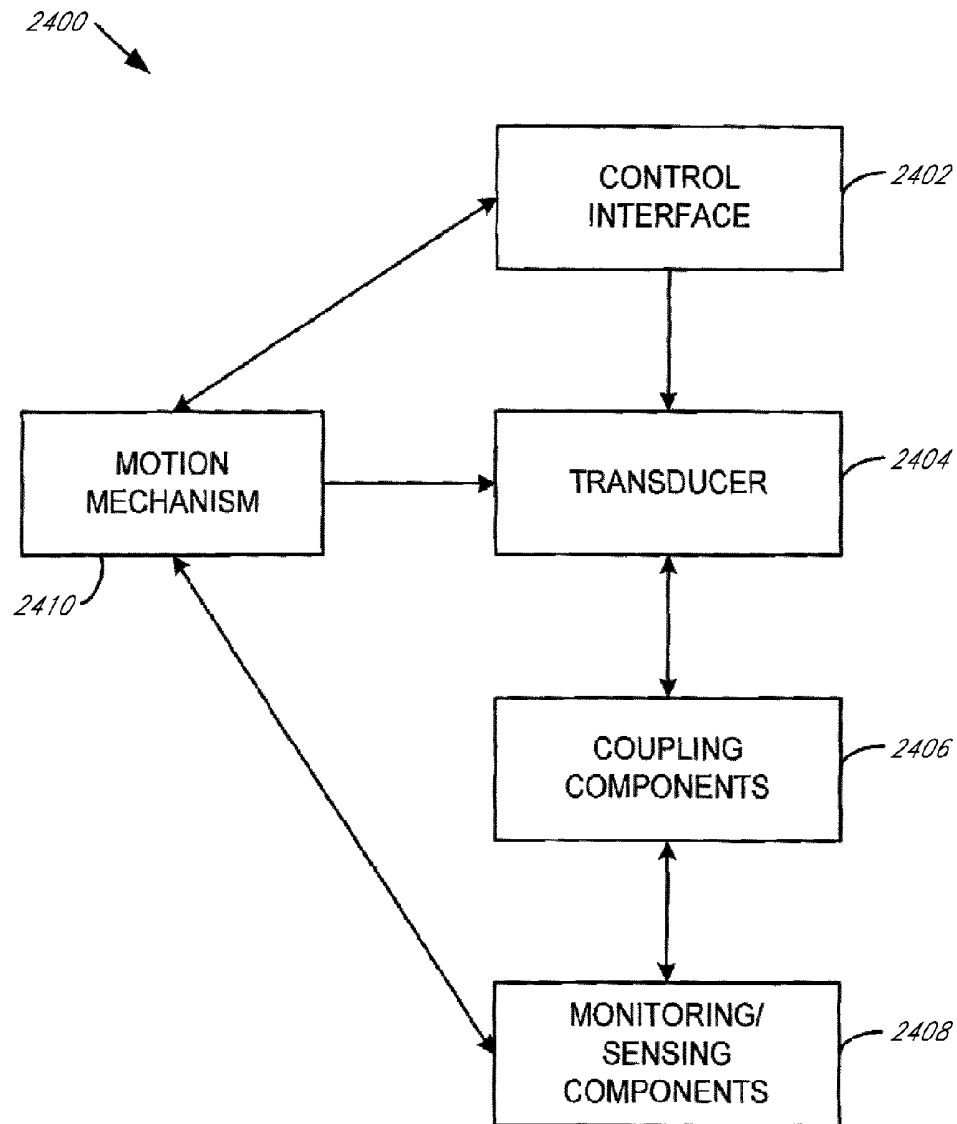 2400
CONTROL
INTERFACE
2402
MOTION
MECHANISM
2410
TRANSDUCER
2404
COUPLING
COMPONENTS
2406
MONITORING/
SENSING
COMPONENTS
2408